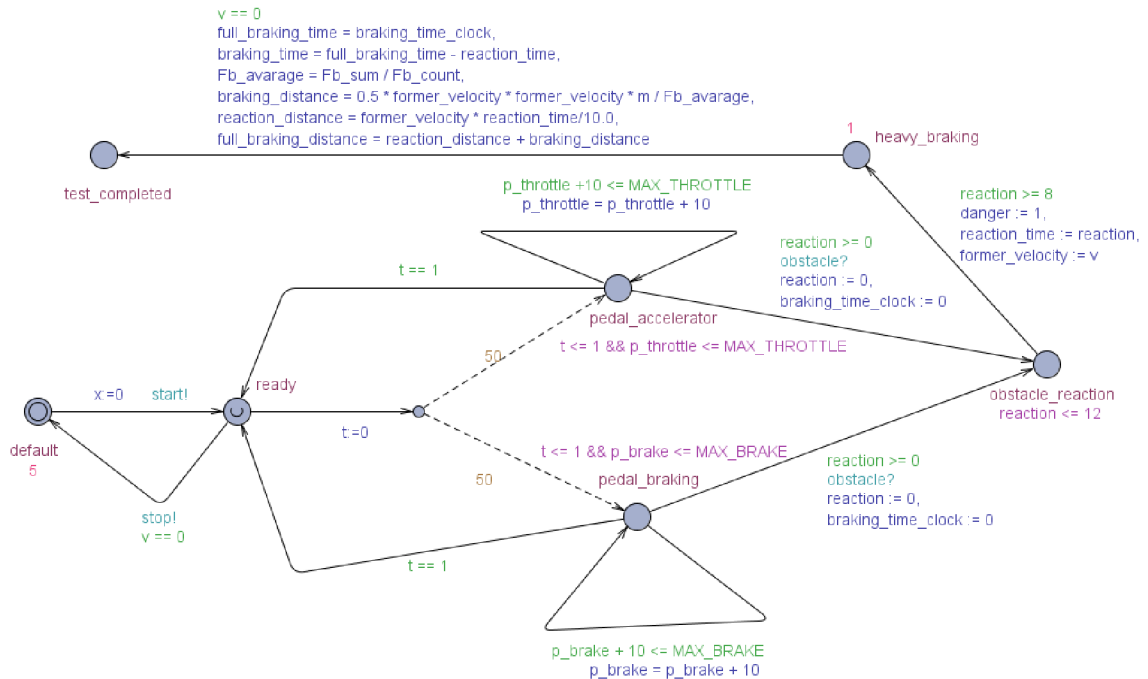 v == 0
full_braking_time = braking_time_clock,
braking_time = full_braking_time - reaction_time,
Fb_avarage = Fb_sum / Fb_count,
braking_distance = 0.5 * former_velocity * former_velocity * m / Fb_avarage,
reaction_distance = former_velocity * reaction_time/10.0,
full_braking_distance = reaction_distance + braking_distance
1
heavy_braking
test_completed
p_throttle +10 <= MAX_THROTTLE
p_throttle = p_throttle + 10
reaction >= 8
danger := 1,
reaction_time := reaction,
former_velocity := v
reaction >= 0
obstacle?
reaction := 0,
braking_time_clock := 0
t == 1
pedal_accelerator
t <= 1 && p_throttle <= MAX_THROTTLE
50
ready
x:=0
start!
obstacle_reaction
reaction <= 12
t:=0
default
5
t <= 1 && p_brake <= MAX_BRAKE
pedal_braking
50
reaction >= 0
obstacle?
reaction := 0,
braking_time_clock := 0
stop!
v == 0
t == 1
p_brake + 10 <= MAX_BRAKE
p_brake = p_brake + 10